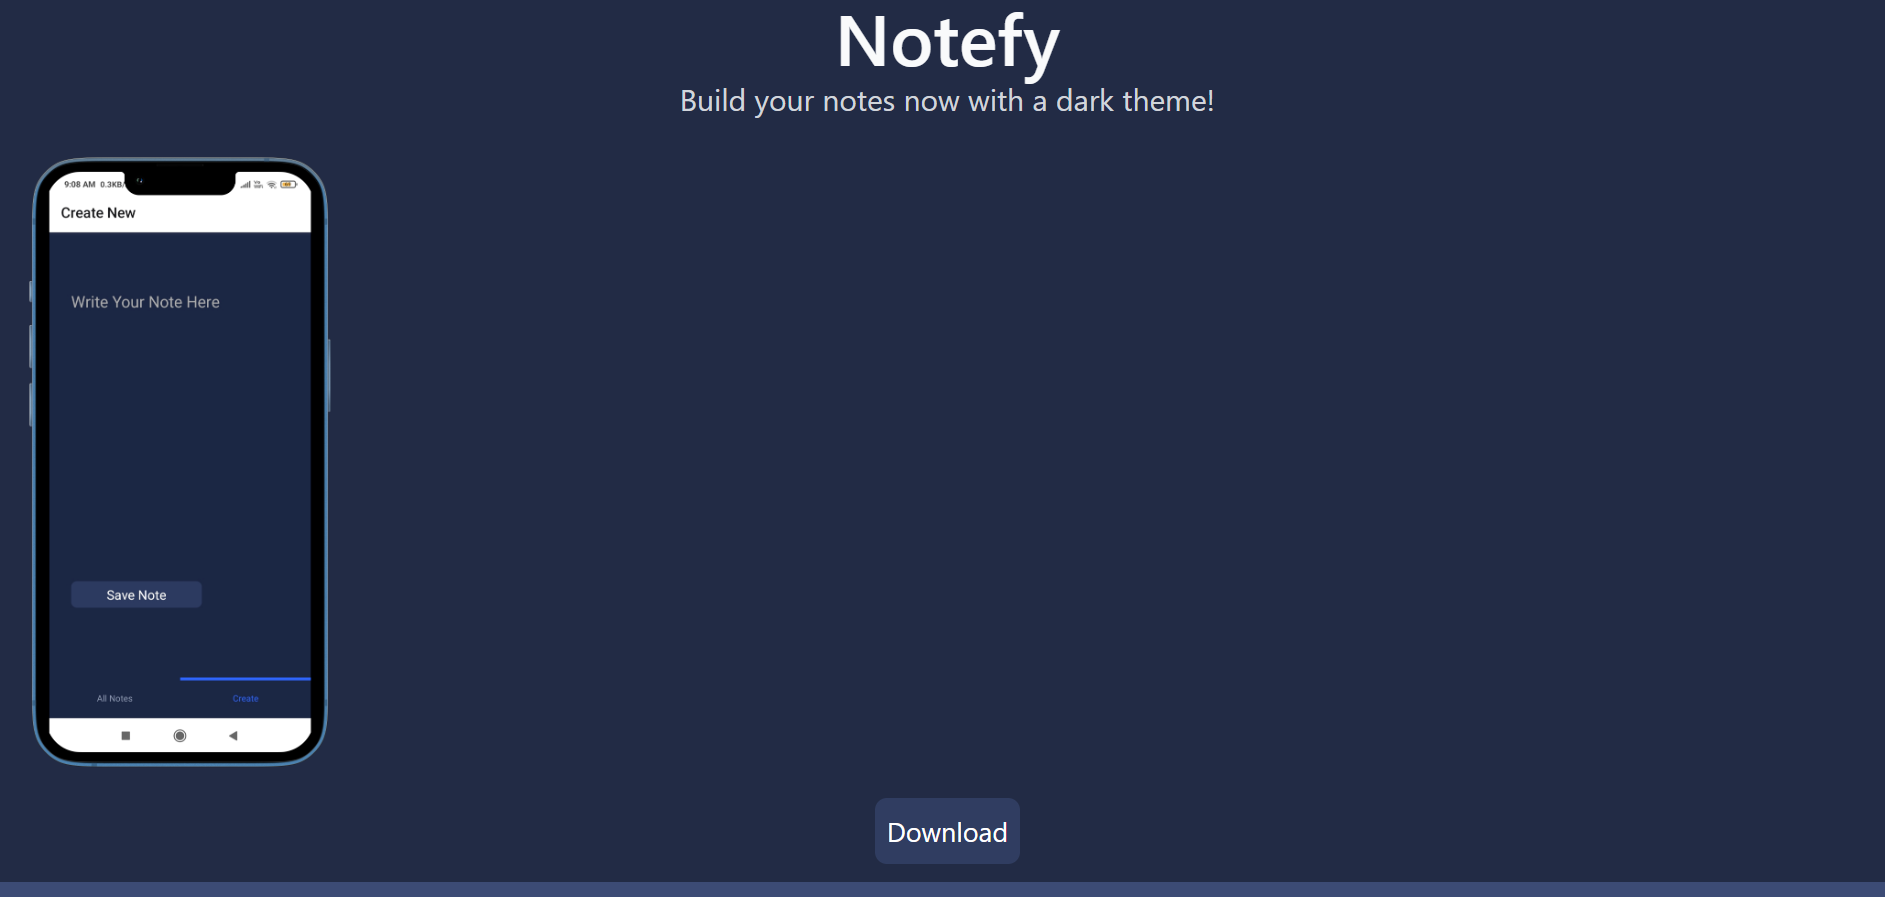 Notefy
Build your notes now with a dark theme!
9:08 AM 0.3KB/
Create New
Write Your Note Here
Save Note
All Notes
Create
Download